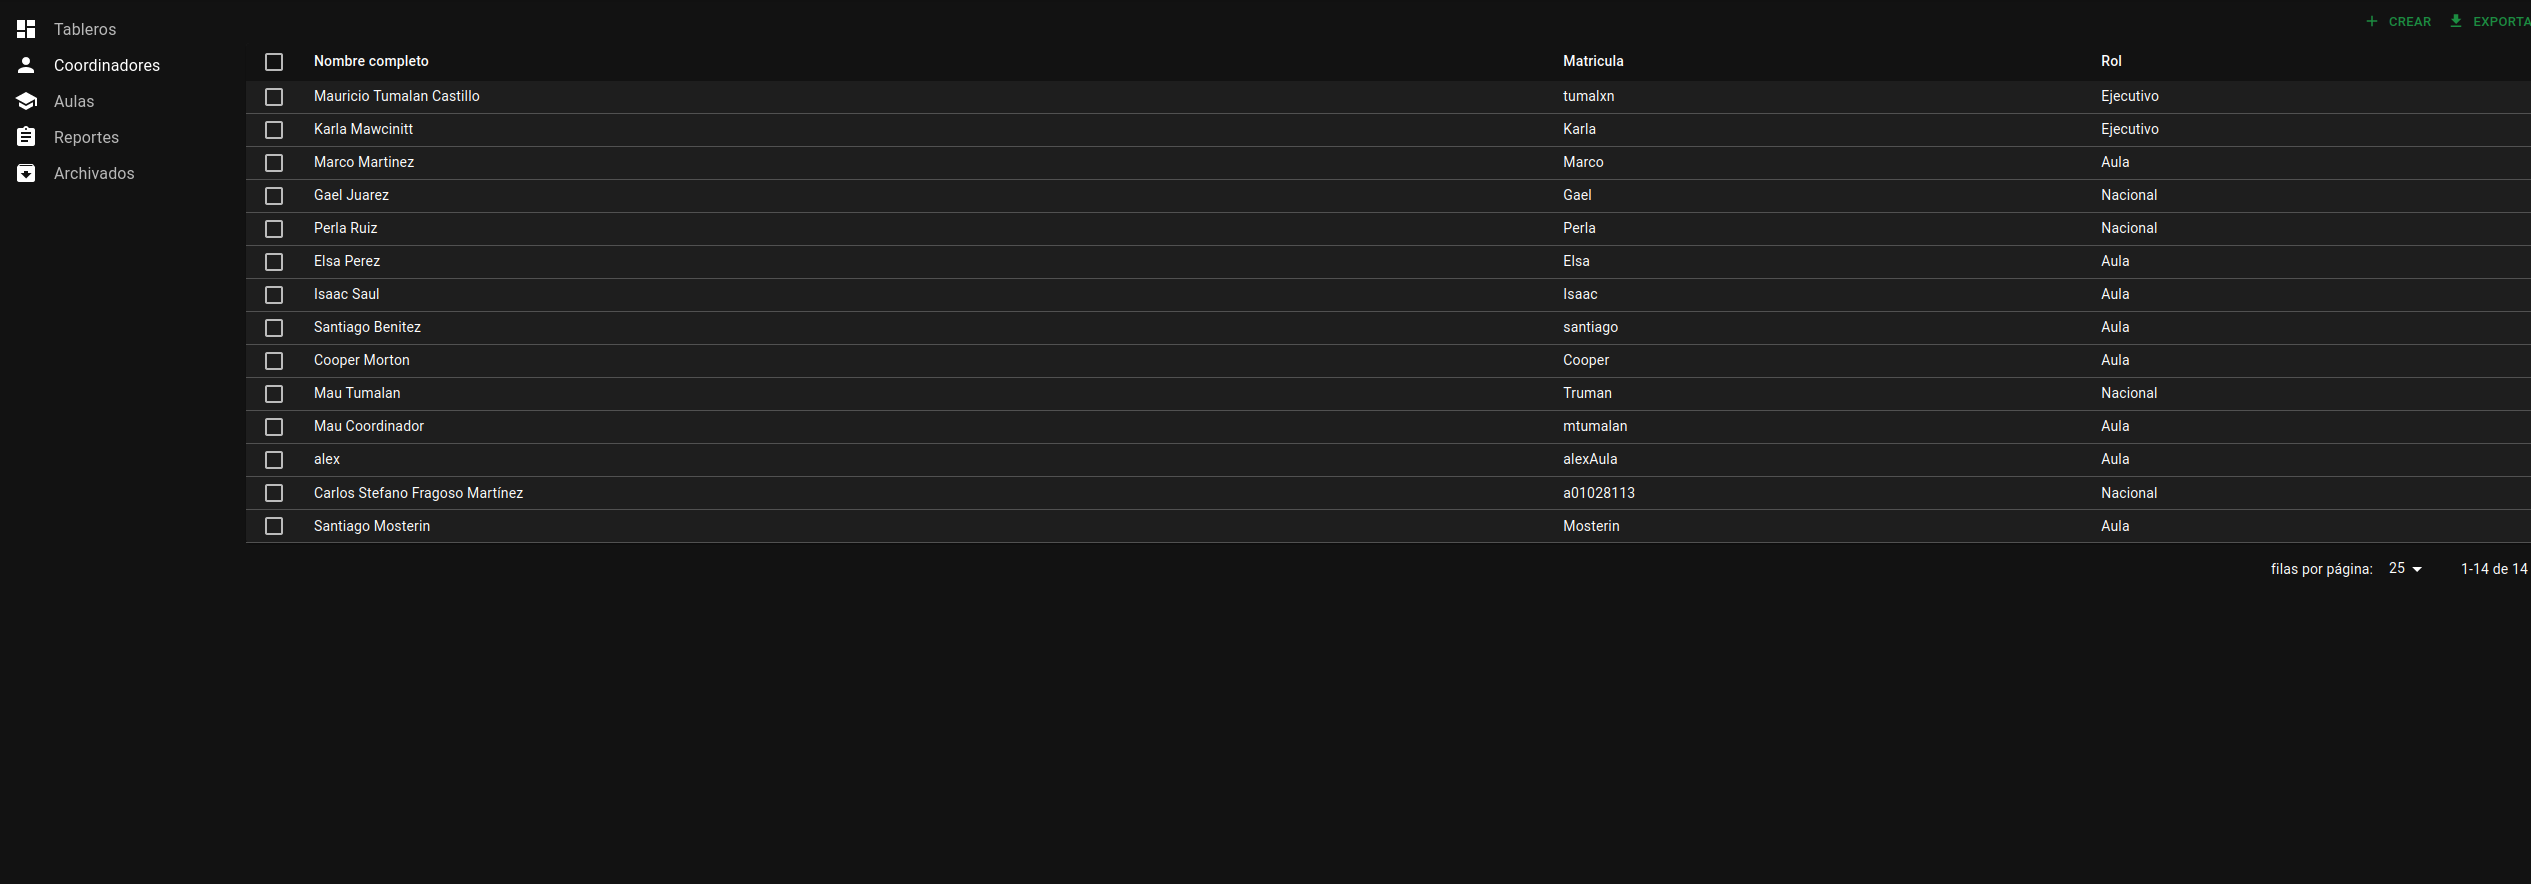 Tableros
Coordinadores
Aulas
Reportes
Archivados
CREAR EXPORTA
Nombre completo Matricula Rol
Mauricio Tumalan Castillo tumalxn Ejecutivo
Karla Mawcinitt Karla Ejecutivo
Marco Martinez Marco Aula
Gael Juarez Gael Nacional
Perla Ruiz Perla Nacional
Elsa Perez Elsa Aula
Isaac Saul Isaac Aula
Santiago Benitez santiago Aula
Cooper Morton Cooper Aula
Mau Tumalan Truman Nacional
Mau Coordinador mtumalan Aula
alex alexAula Aula
Carlos Stefano Fragoso Martínez a01028113 Nacional
Santiago Mosterin Mosterin Aula
filas por página: 25 1-14 de 14